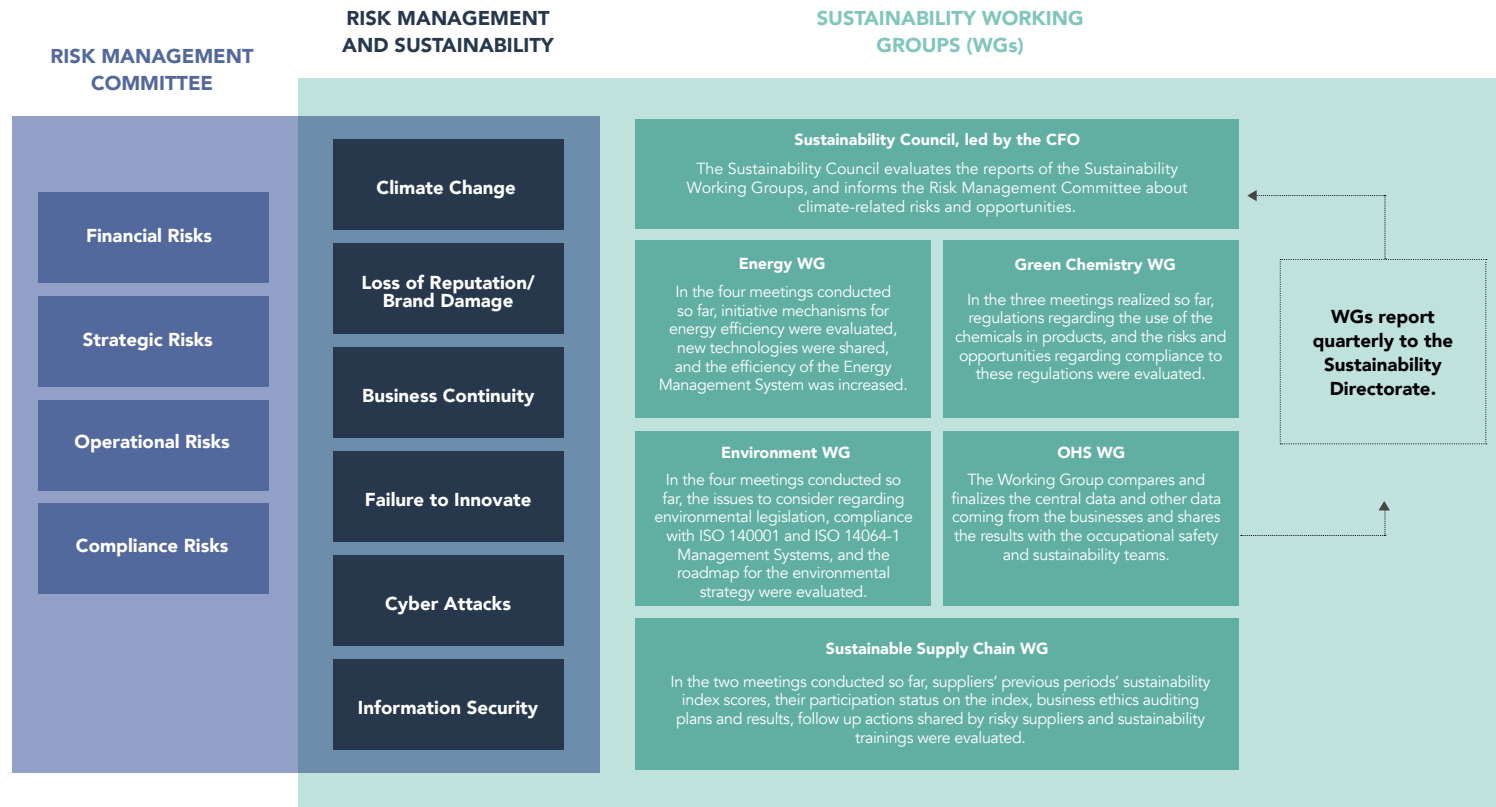 RISK MANAGEMENT
COMMITTEE
Financial Risks
Strategic Risks
Operational Risks
Compliance Risks
RISK MANAGEMENT
AND SUSTAINABILITY
Climate Change
Loss of Reputation/
Brand Damage
Business Continuity
Failure to Innovate
Cyber Attacks
Information Security
SUSTAINABILITY WORKING
GROUPS (WGs)
Sustainability Council, led by the CFO
The Sustainability Council evaluates the reports of the Sustainability
Working Groups, and informs the Risk Management Committee about
climate-related risks and opportunities.
Energy WG
In the four meetings conducted
so far, initiative mechanisms for
energy efficiency were evaluated,
new technologies were shared,
and the efficiency of the Energy
Management System was increased.
Green Chemistry WG
In the three meetings realized so far,
regulations regarding the use of the
chemicals in products, and the risks and
opportunities regarding compliance to
these regulations were evaluated.
Environment WG
In the four meetings conducted so
far, the issues to consider regarding
environmental legislation, compliance
with ISO 140001 and ISO 14064-1
Management Systems, and the
roadmap for the environmental
strategy were evaluated.
OHS WG
The Working Group compares and
finalizes the central data and other data
coming from the businesses and shares
the results with the occupational safety
and sustainability teams.
Sustainable Supply Chain WG
In the two meetings conducted so far, suppliers' previous periods' sustainability
index scores, their participation status on the index, business ethics auditing
plans and results, follow up actions shared by risky suppliers and sustainability
trainings were evaluated.
WGs report
quarterly to the
Sustainability
Directorate.